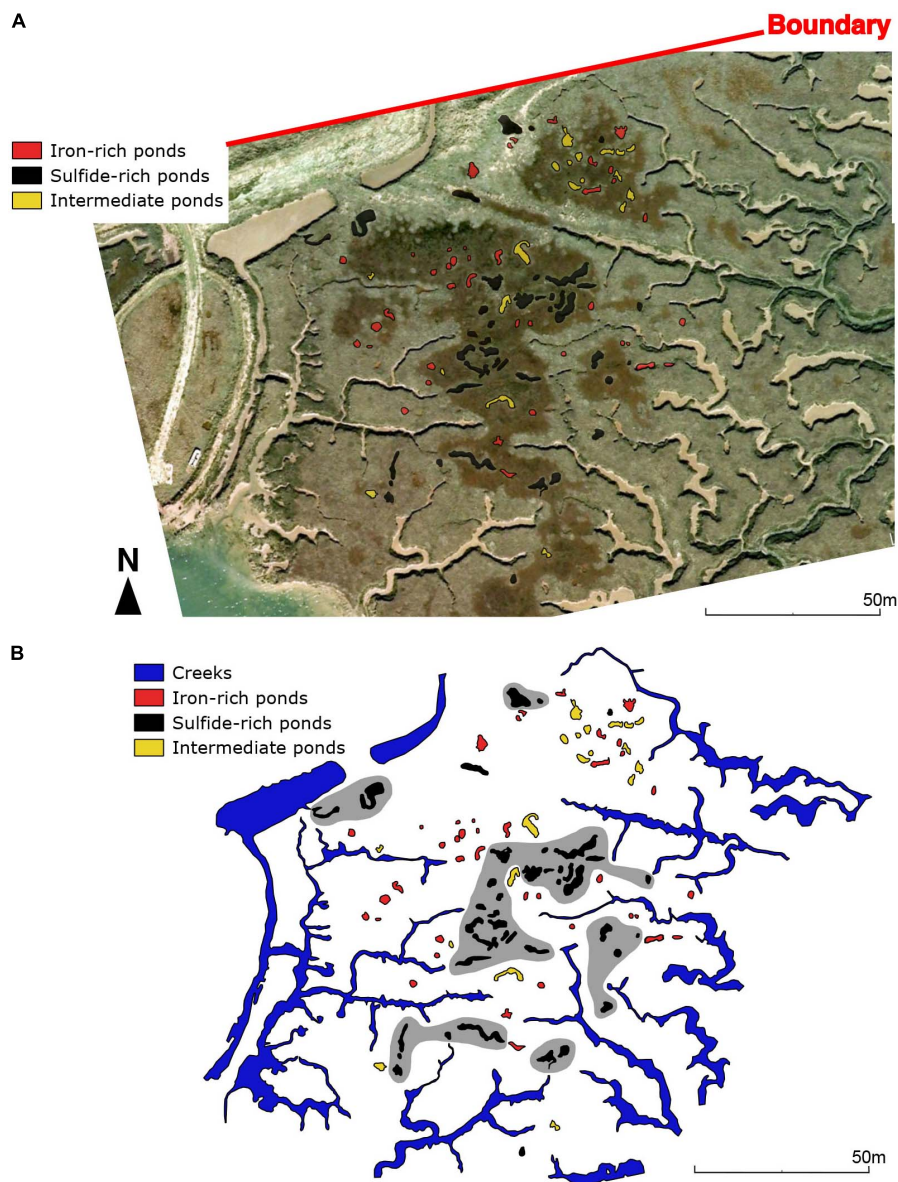 A
Boundary
Iron-rich ponds
Sulfide-rich ponds
Intermediate ponds
N
50m
B
Creeks
Iron-rich ponds
Sulfide-rich ponds
Intermediate ponds
50m